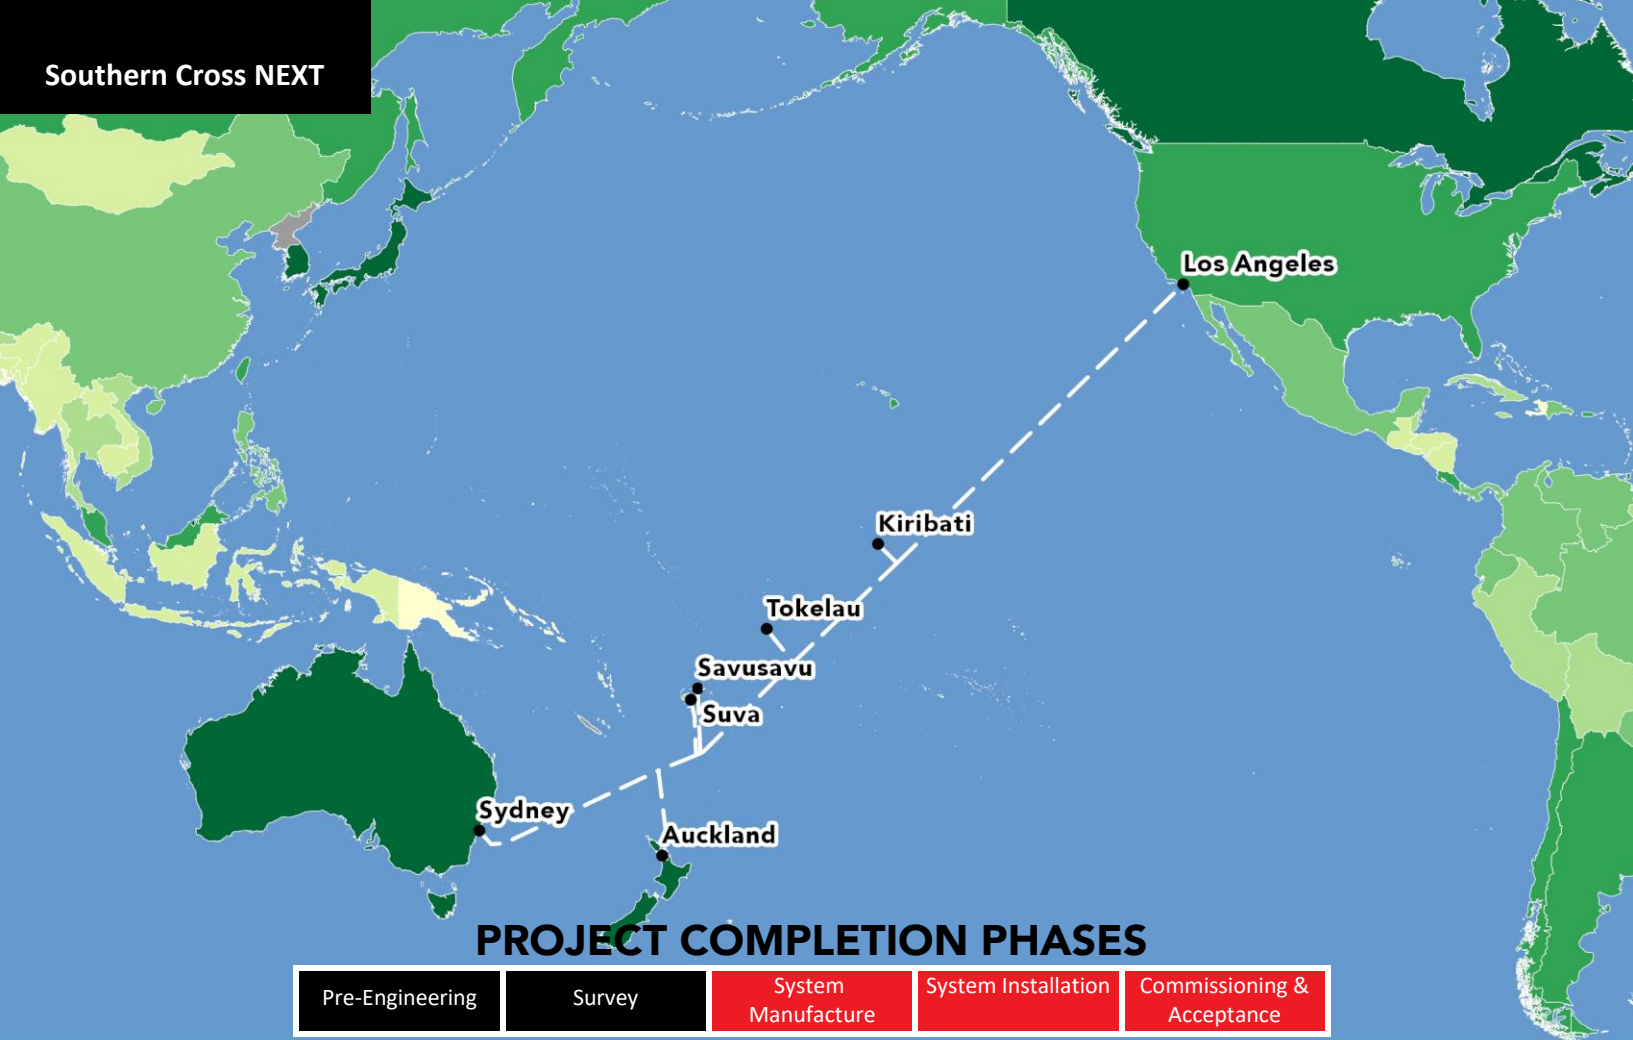 Southern Cross NEXT
Los Angeles
Kiribati
Tokelau
Savusavu
Suva
Sydney
Auckland
PROJECT COMPLETION PHASES
Pre-Engineering
Survey
System
Manufacture
System Installation
Commissioning &
Acceptance